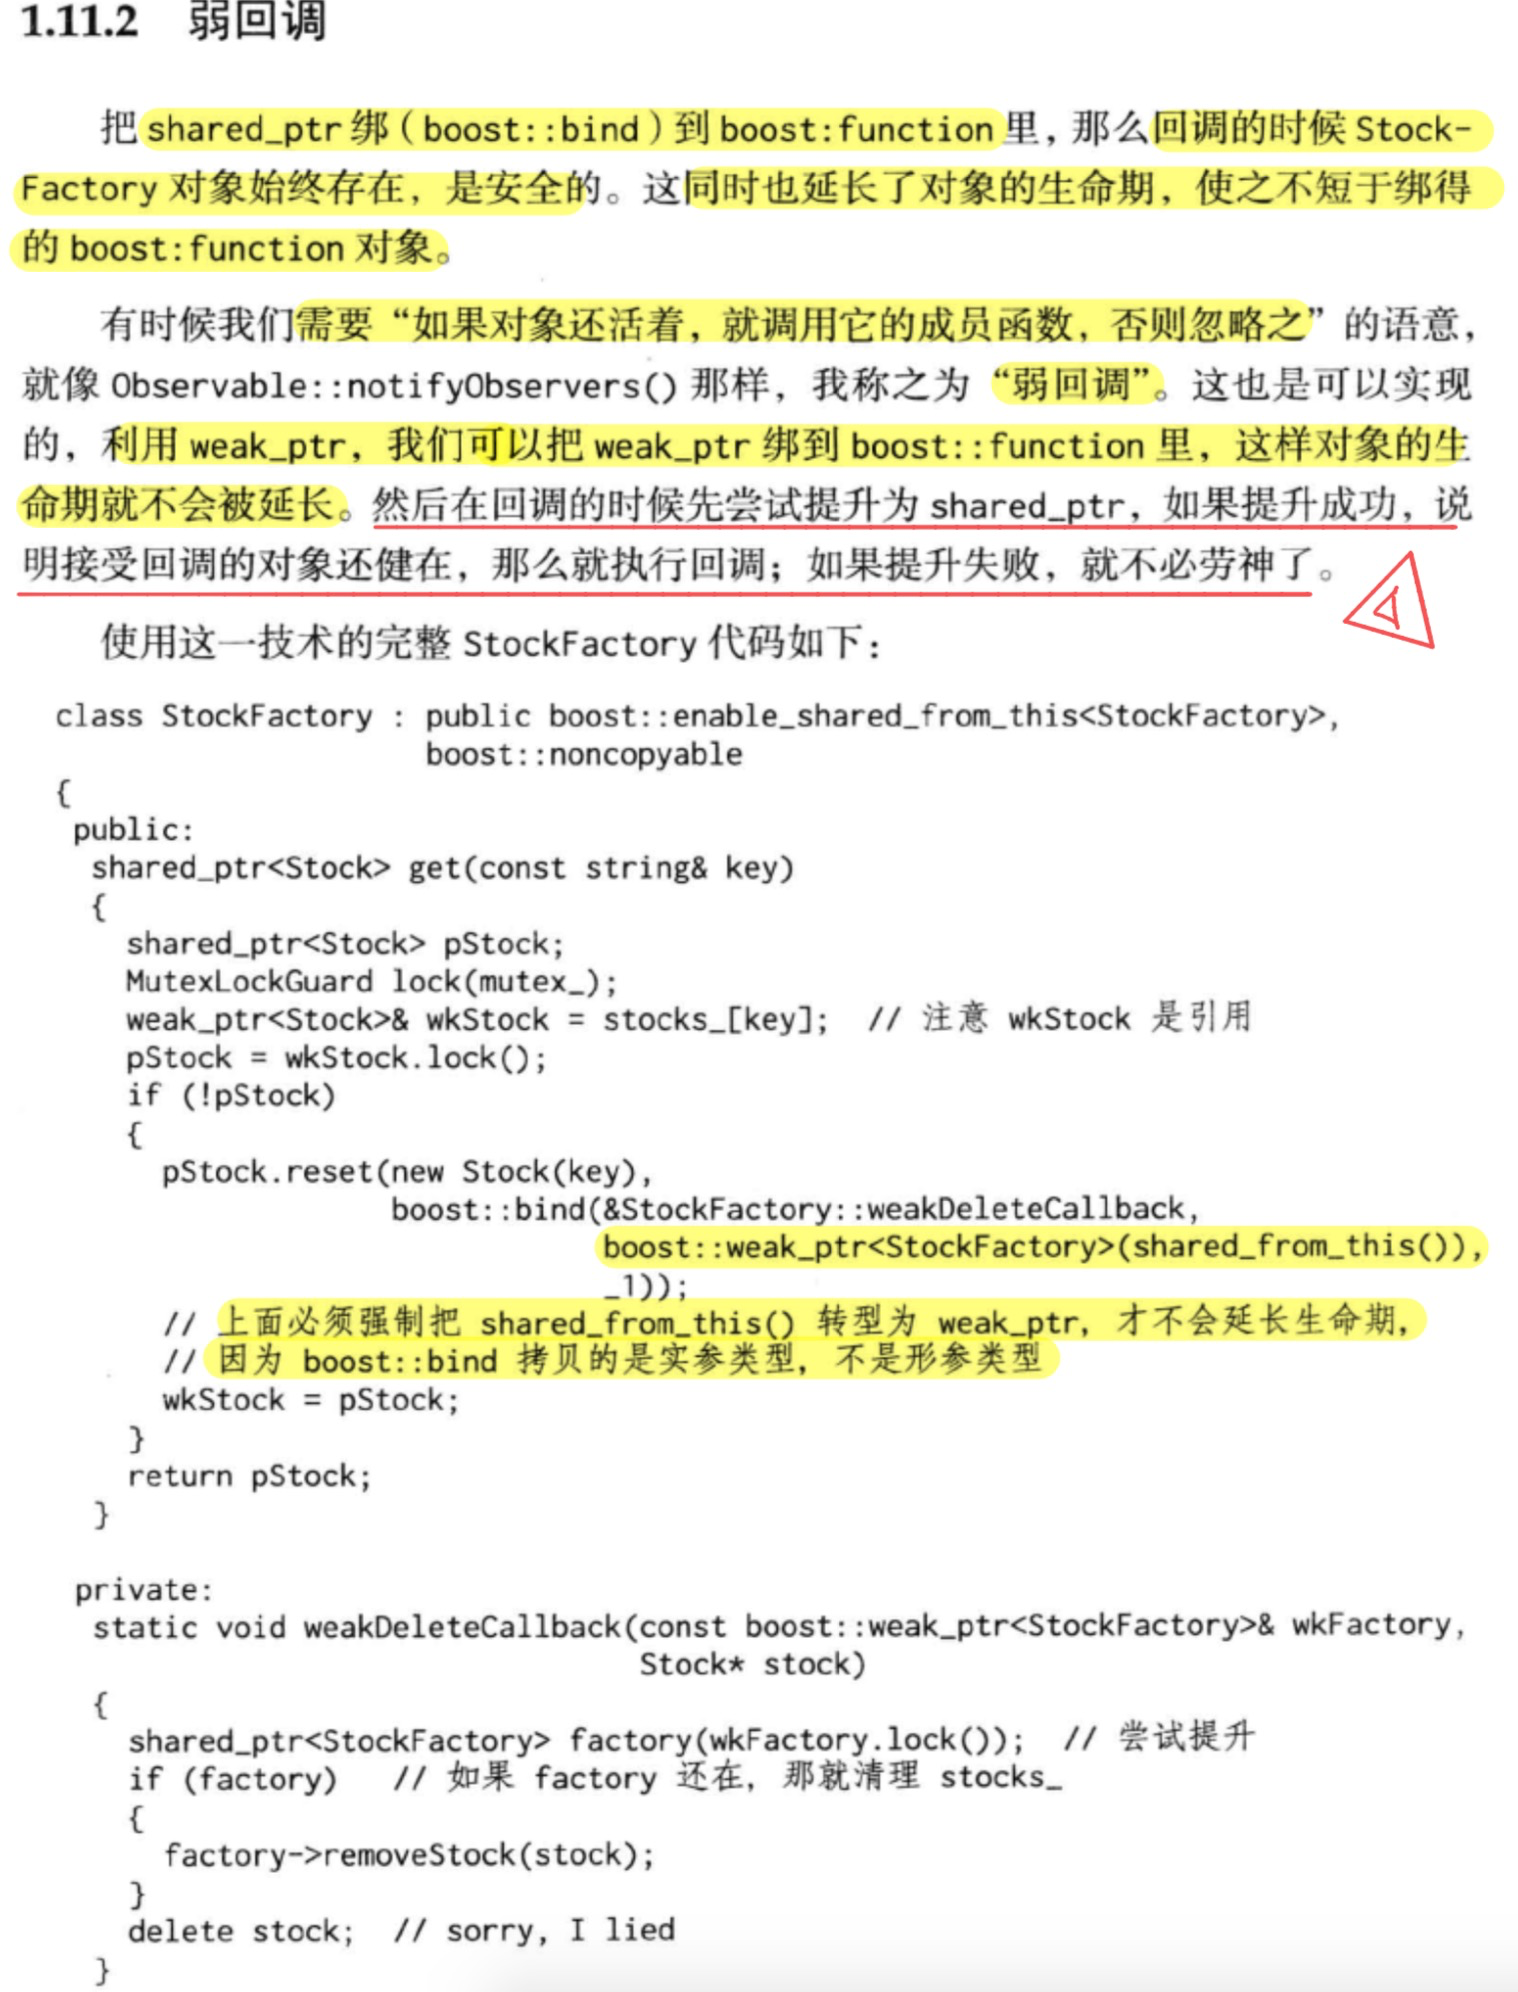 1.11.2 弱回调
把 shared_ptr 绑（boost::bind）到 boost:function 里，那么回调的时候 Stock-
Factory 对象始终存在，是安全的。这同时也延长了对象的生命期，使之不短于绑得
的 boost:function 对象。
有时候我们需要“如果对象还活着，就调用它的成员函数，否则忽略之”的语意，
就像 Observable::notifyObservers() 那样，我称之为“弱回调”。这也是可以实现
的，利用 weak_ptr，我们可以把 weak_ptr 绑到 boost::function 里，这样对象的生
命期就不会被延长。然后在回调的时候先尝试提升为 shared_ptr，如果提升成功，说
明接受回调的对象还健在，那么就执行回调；如果提升失败，就不必劳神了。
使用这一技术的完整 StockFactory 代码如下：
class StockFactory : public boost::enable_shared_from_this<StockFactory>,
boost::noncopyable
{
public:
shared_ptr<Stock> get(const string& key)
{
shared_ptr<Stock> pStock;
MutexLockGuard lock(mutex_);
weak_ptr<Stock>& wkStock = stocks_[key]; // 注意 wkStock 是引用
pStock = wkStock.lock();
if (!pStock)
{
pStock.reset(new Stock(key),
boost::bind(&StockFactory::weakDeleteCallback,
boost::weak_ptr<StockFactory>(shared_from_this()),
_1));
// 上面必须强制把 shared_from_this() 转型为 weak_ptr，才不会延长生命期，
// 因为 boost::bind 拷贝的是实参类型，不是形参类型
wkStock = pStock;
}
return pStock;
}
private:
static void weakDeleteCallback(const boost::weak_ptr<StockFactory>& wkFactory,
Stock* stock)
{
shared_ptr<StockFactory> factory(wkFactory.lock()); // 尝试提升
if (factory) // 如果 factory 还在，那就清理 stocks_
{
factory->removeStock(stock);
}
delete stock; // sorry, I lied
}